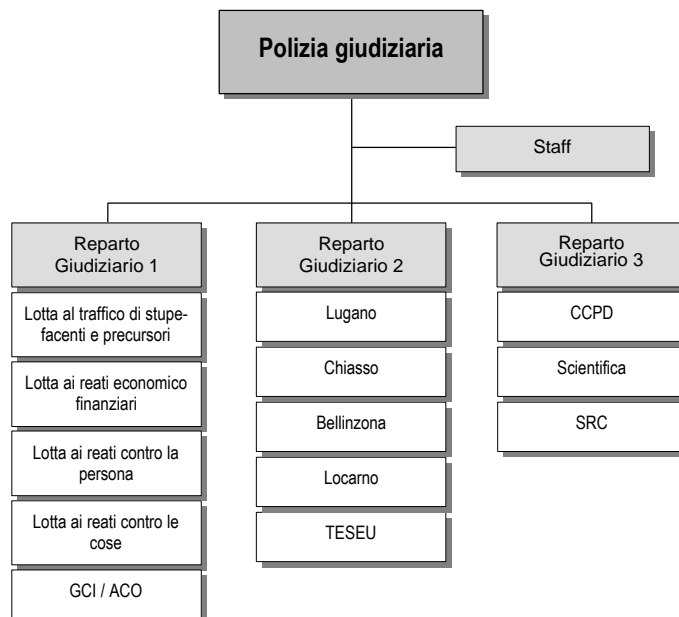 Polizia giudiziaria
Staff
Reparto
Giudiziario 1
Lotta al traffico di stupe-
facenti e precursori
Lotta ai reati economico
finanziari
Lotta ai reati contro la
persona
Lotta ai reati contro le
cose
GCI / ACO
Reparto
Giudiziario 2
Lugano
Chiasso
Bellinzona
Locarno
TESEU
Reparto
Giudiziario 3
CCPD
Scientifica
SRC